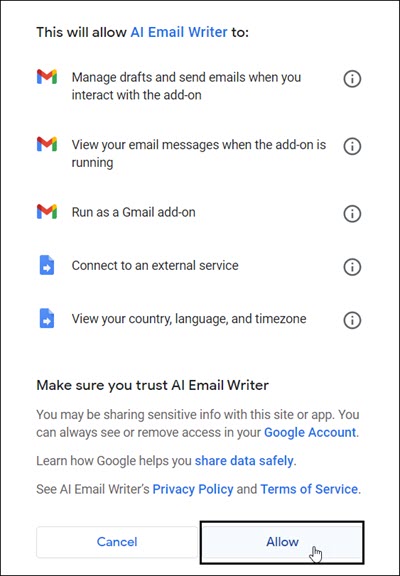 This will allow AI Email Writer to:
Manage drafts and send emails when you
interact with the add-on
View your email messages when the add-on is
running
Run as a Gmail add-on
Connect to an external service
View your country, language, and timezone
Make sure you trust AI Email Writer
You may be sharing sensitive info with this site or app. You
can always see or remove access in your Google Account.
Learn how Google helps you share data safely.
See AI Email Writer's Privacy Policy and Terms of Service.
Cancel
Allow